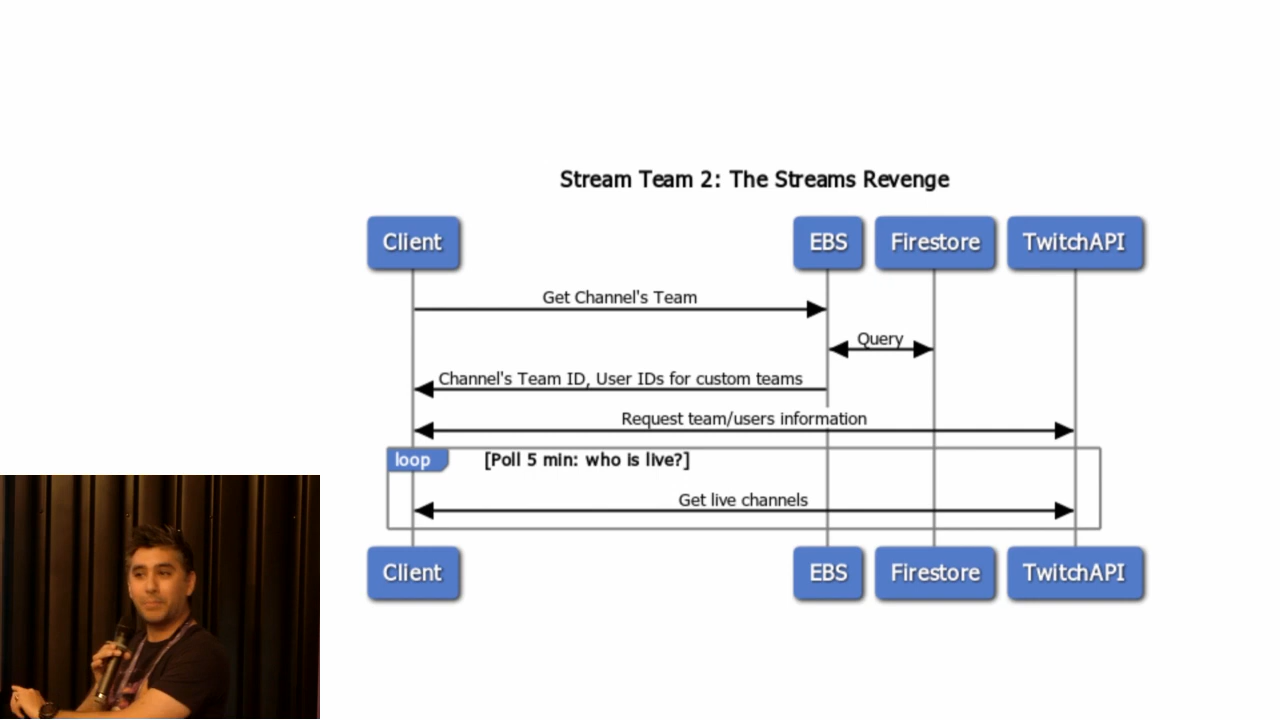 Stream Team 2: The Streams Revenge
Client EBS Firestore TwitchAPI
Get Channel's Team
Query
Channel's Team ID, User IDs for custom teams
Request team/users information
loop [Poll 5 min: who is live?]
Get live channels
Client EBS Firestore TwitchAPI